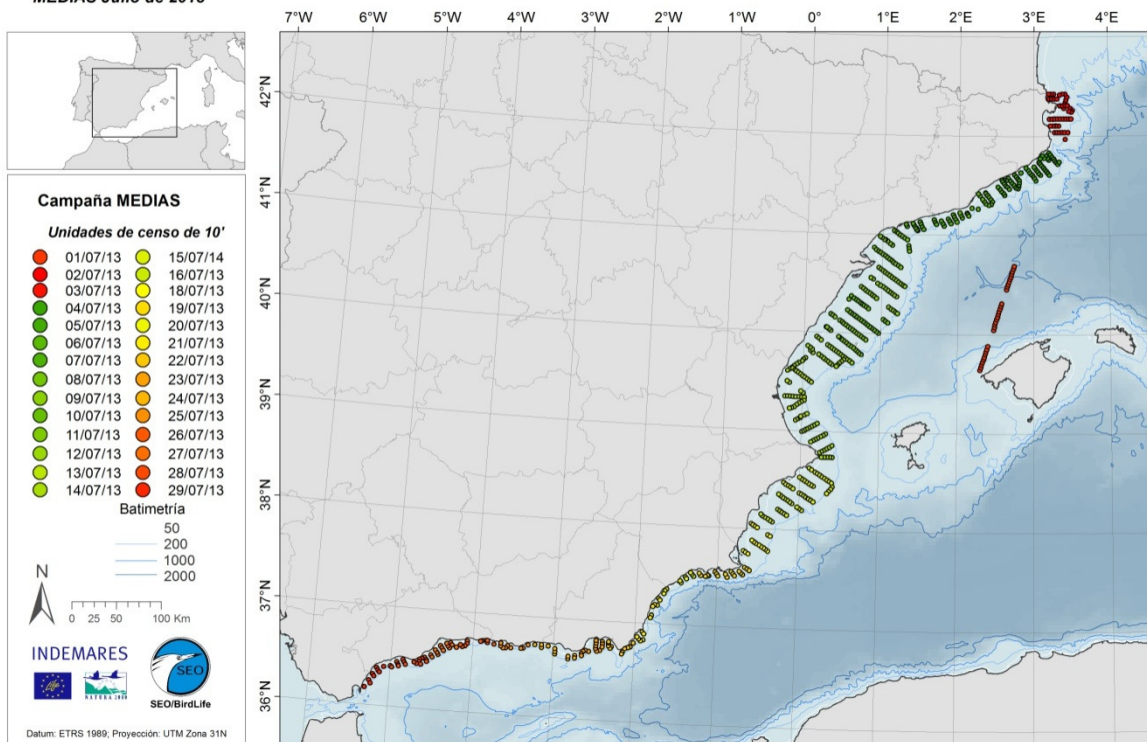 MEDIAS Julio de 2013
7°W 6°W 5°W 4°W 3°W 2°W 1°W 0° 1°E 2°E 3°E 4°E
42°N
41°N
40°N
39°N
38°N
37°N
36°N
Campaña MEDIAS
Unidades de censo de 10'
01/07/13 15/07/14
02/07/13 16/07/13
03/07/13 18/07/13
04/07/13 19/07/13
05/07/13 20/07/13
06/07/13 21/07/13
07/07/13 22/07/13
08/07/13 23/07/13
09/07/13 24/07/13
10/07/13 25/07/13
11/07/13 26/07/13
12/07/13 27/07/13
13/07/13 28/07/13
14/07/13 29/07/13
Batimetría
50
200
1000
2000
N
0 25 50 100 Km
INDEMARES
SEO
NATURA 2000
SEO/BirdLife
Datum: ETRS 1989; Proyección: UTM Zona 31N